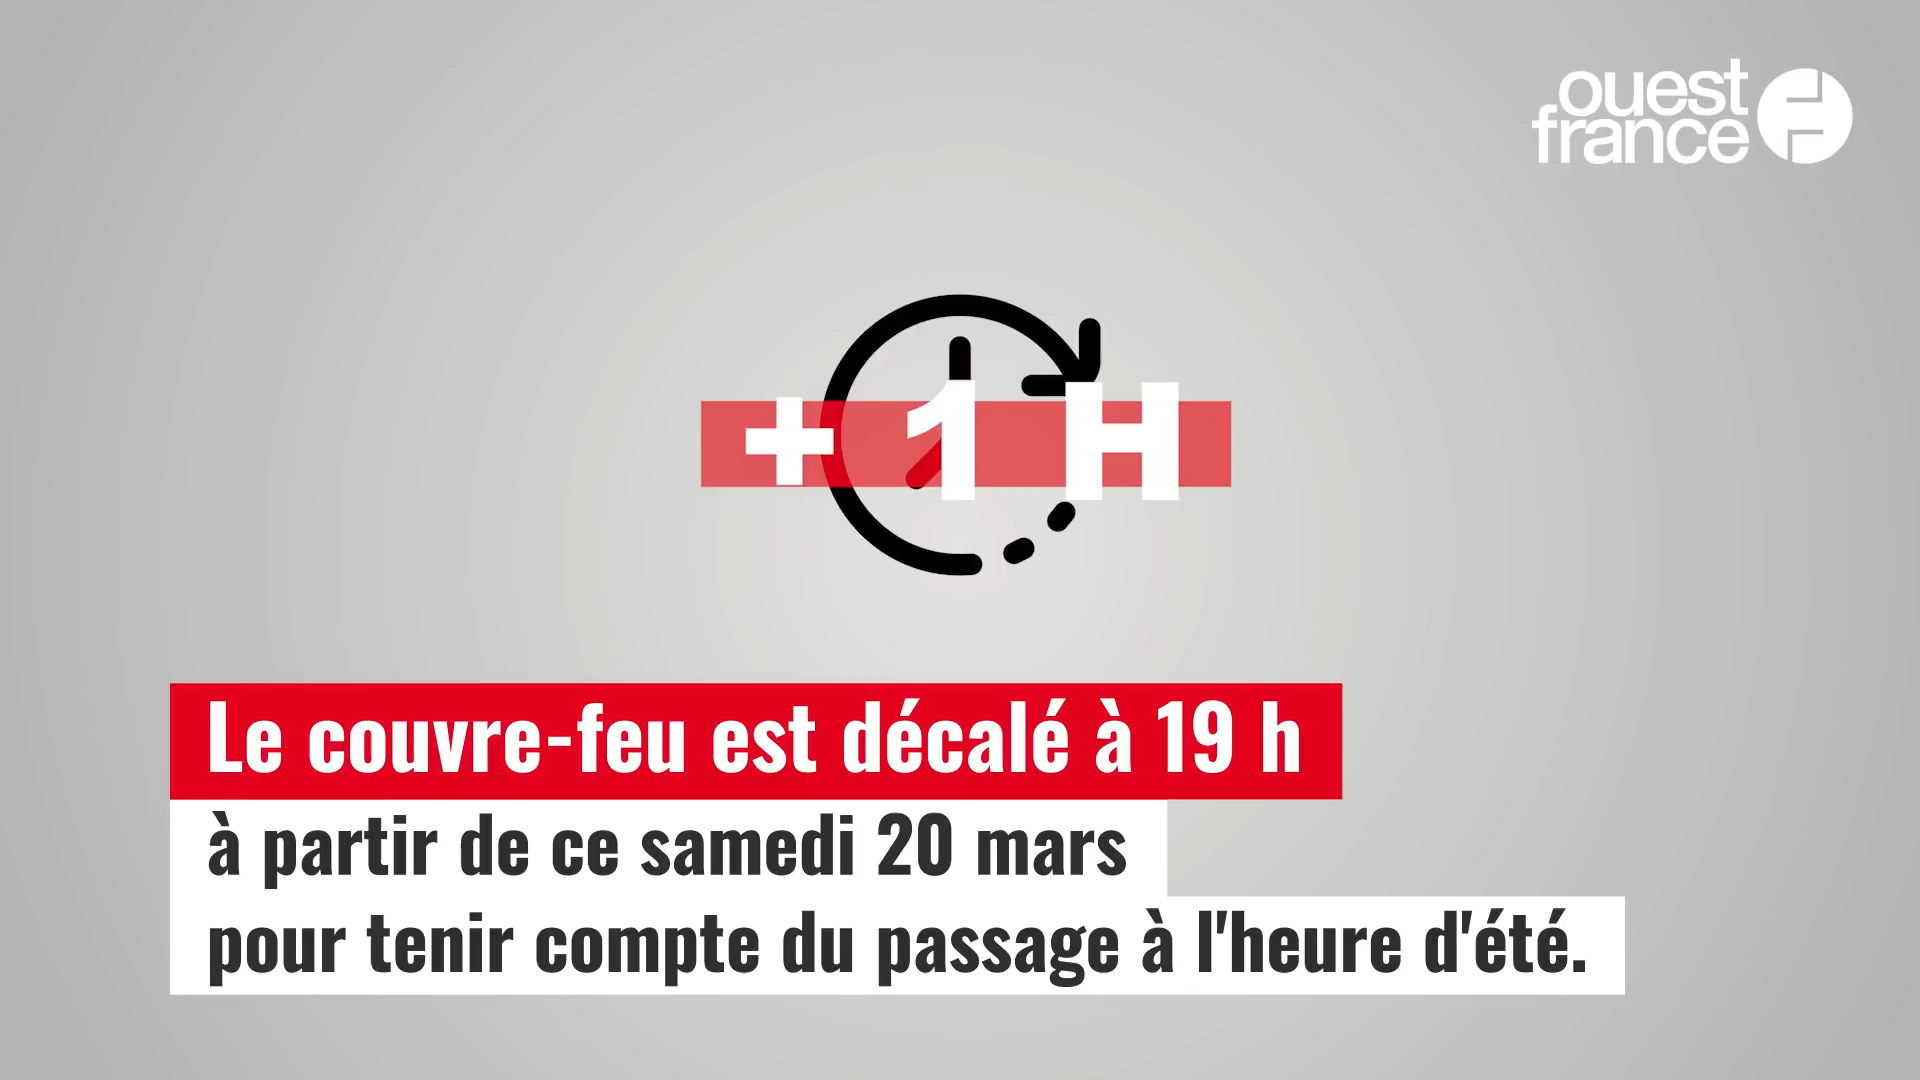 ouest
france
+ 1 H
Le couvre-feu est décalé à 19 h
à partir de ce samedi 20 mars
pour tenir compte du passage à l'heure d'été.